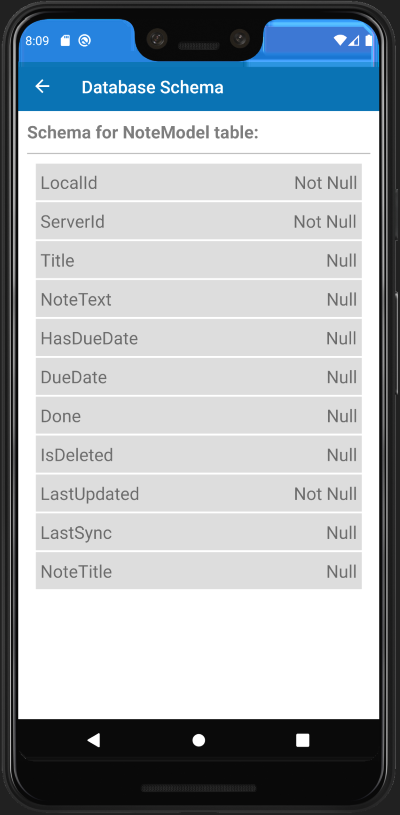 8:09
Database Schema
Schema for NoteModel table:
LocalId Not Null
ServerId Not Null
Title Null
NoteText Null
HasDueDate Null
DueDate Null
Done Null
IsDeleted Null
LastUpdated Not Null
LastSync Null
NoteTitle Null